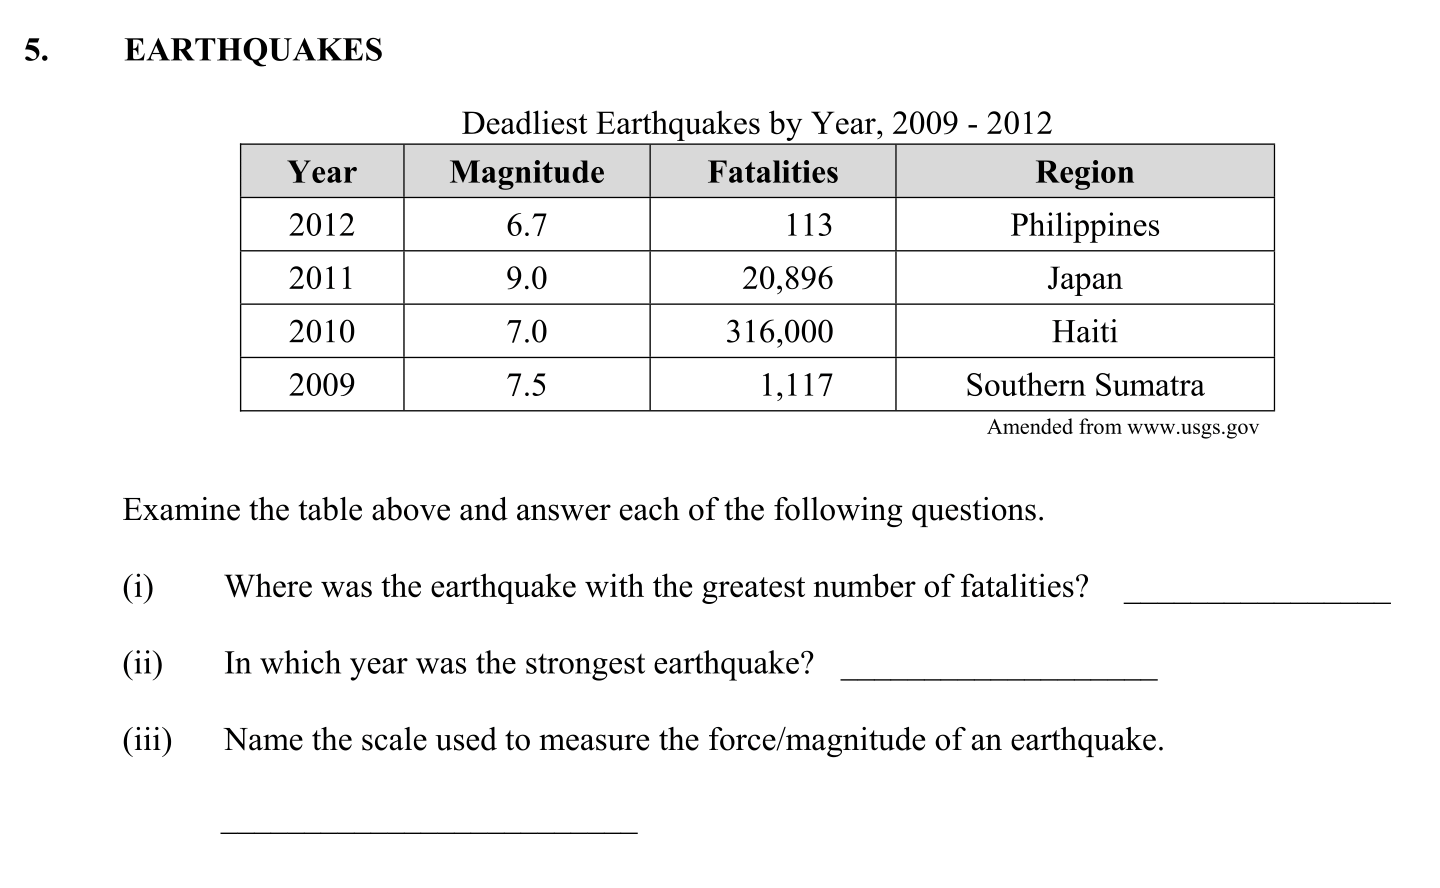 5. EARTHQUAKES
Deadliest Earthquakes by Year, 2009 - 2012
Year Magnitude Fatalities Region
2012 6.7 113 Philippines
2011 9.0 20,896 Japan
2010 7.0 316,000 Haiti
2009 7.5 1,117 Southern Sumatra
Amended from www.usgs.gov
Examine the table above and answer each of the following questions.
(i) Where was the earthquake with the greatest number of fatalities? ________________
(ii) In which year was the strongest earthquake? ___________________
(iii) Name the scale used to measure the force/magnitude of an earthquake.
_________________________